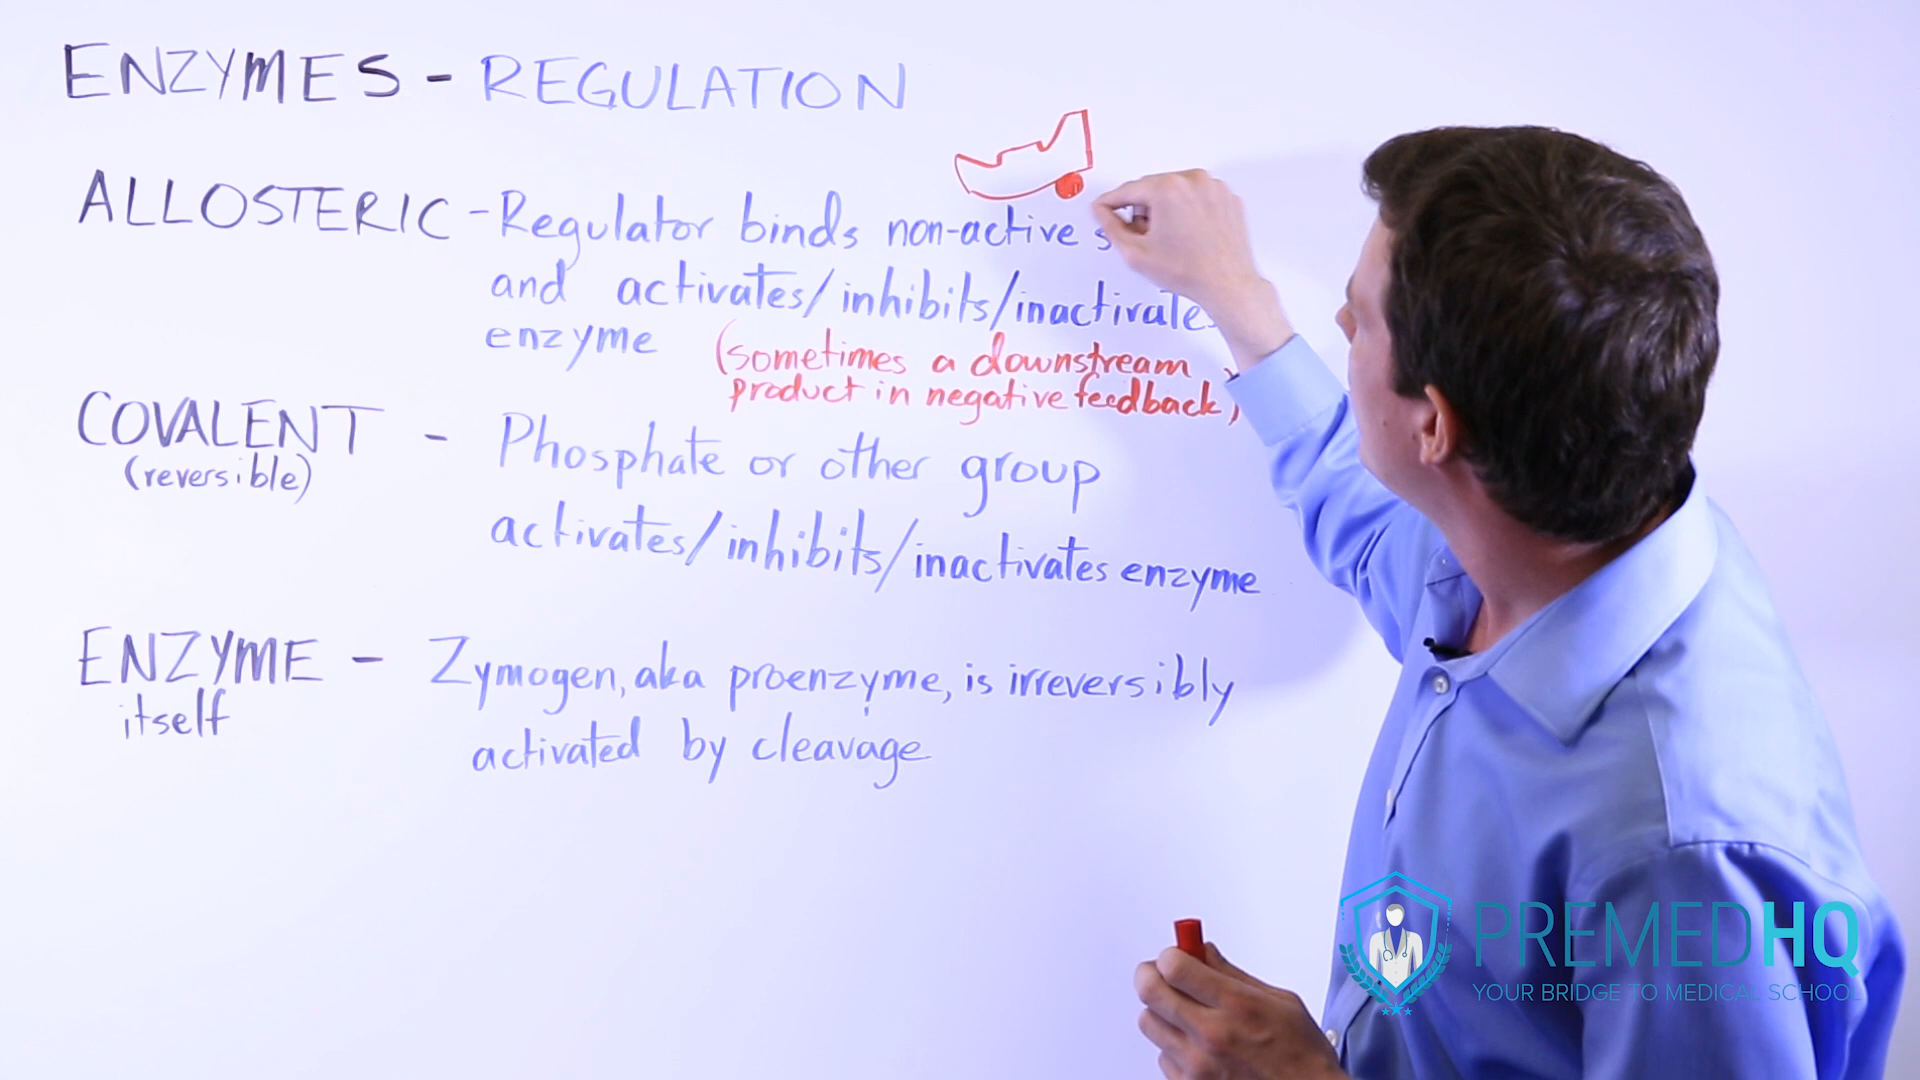 ENZYMES - REGULATION
ALLOSTERIC - Regulator binds non-active s
and activates/inhibits/inactivates
enzyme (sometimes a downstream
product in negative feedback)
COVALENT - Phosphate or other group
(reversible)
activates/inhibits/inactivates enzyme
ENZYME - Zymogen, aka proenzyme, is irreversibly
itself
activated by cleavage
PREMEDHQ
YOUR BRIDGE TO MEDICAL SCHOOL